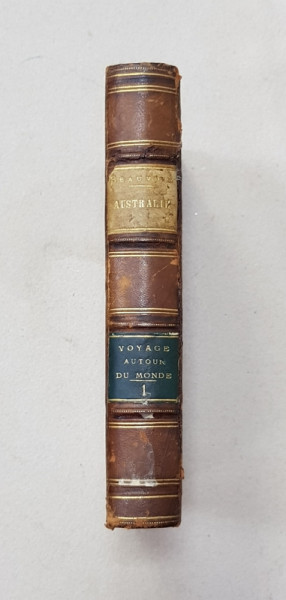 AUSTRALIE
VOYAGE
AUTOUR
DU MONDE
1